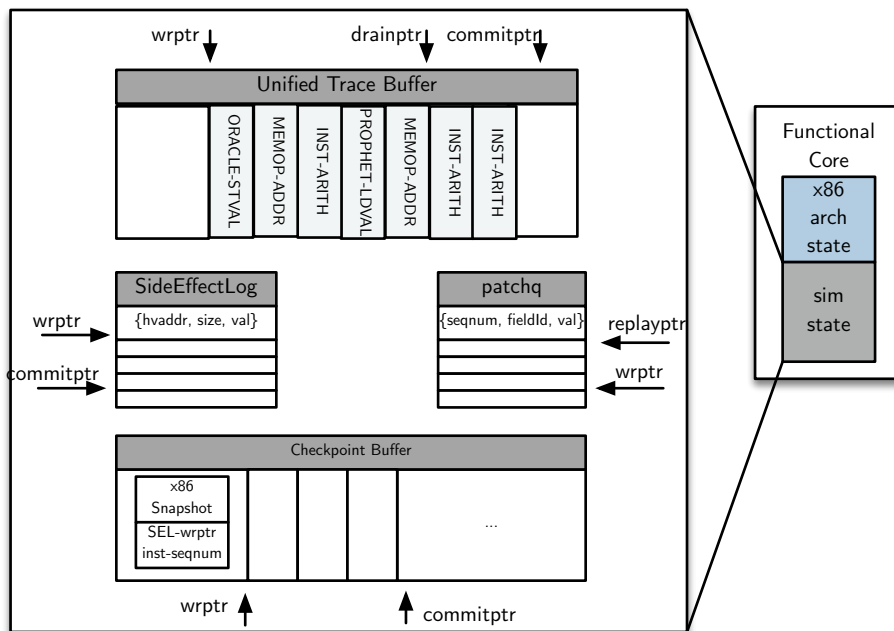 wrptr
drainptr
commitptr
Unified Trace Buffer
ORACLE-STVAL
MEMOP-ADDR
INST-ARITH
PROPHET-LDVAL
MEMOP-ADDR
INST-ARITH
INST-ARITH
SideEffectLog
{hvaddr, size, val}
wrptr
commitptr
patchq
{seqnum, fieldId, val}
replayptr
wrptr
Checkpoint Buffer
x86
Snapshot
SEL-wrptr
inst-seqnum
...
wrptr
commitptr
Functional
Core
x86
arch
state
sim
state